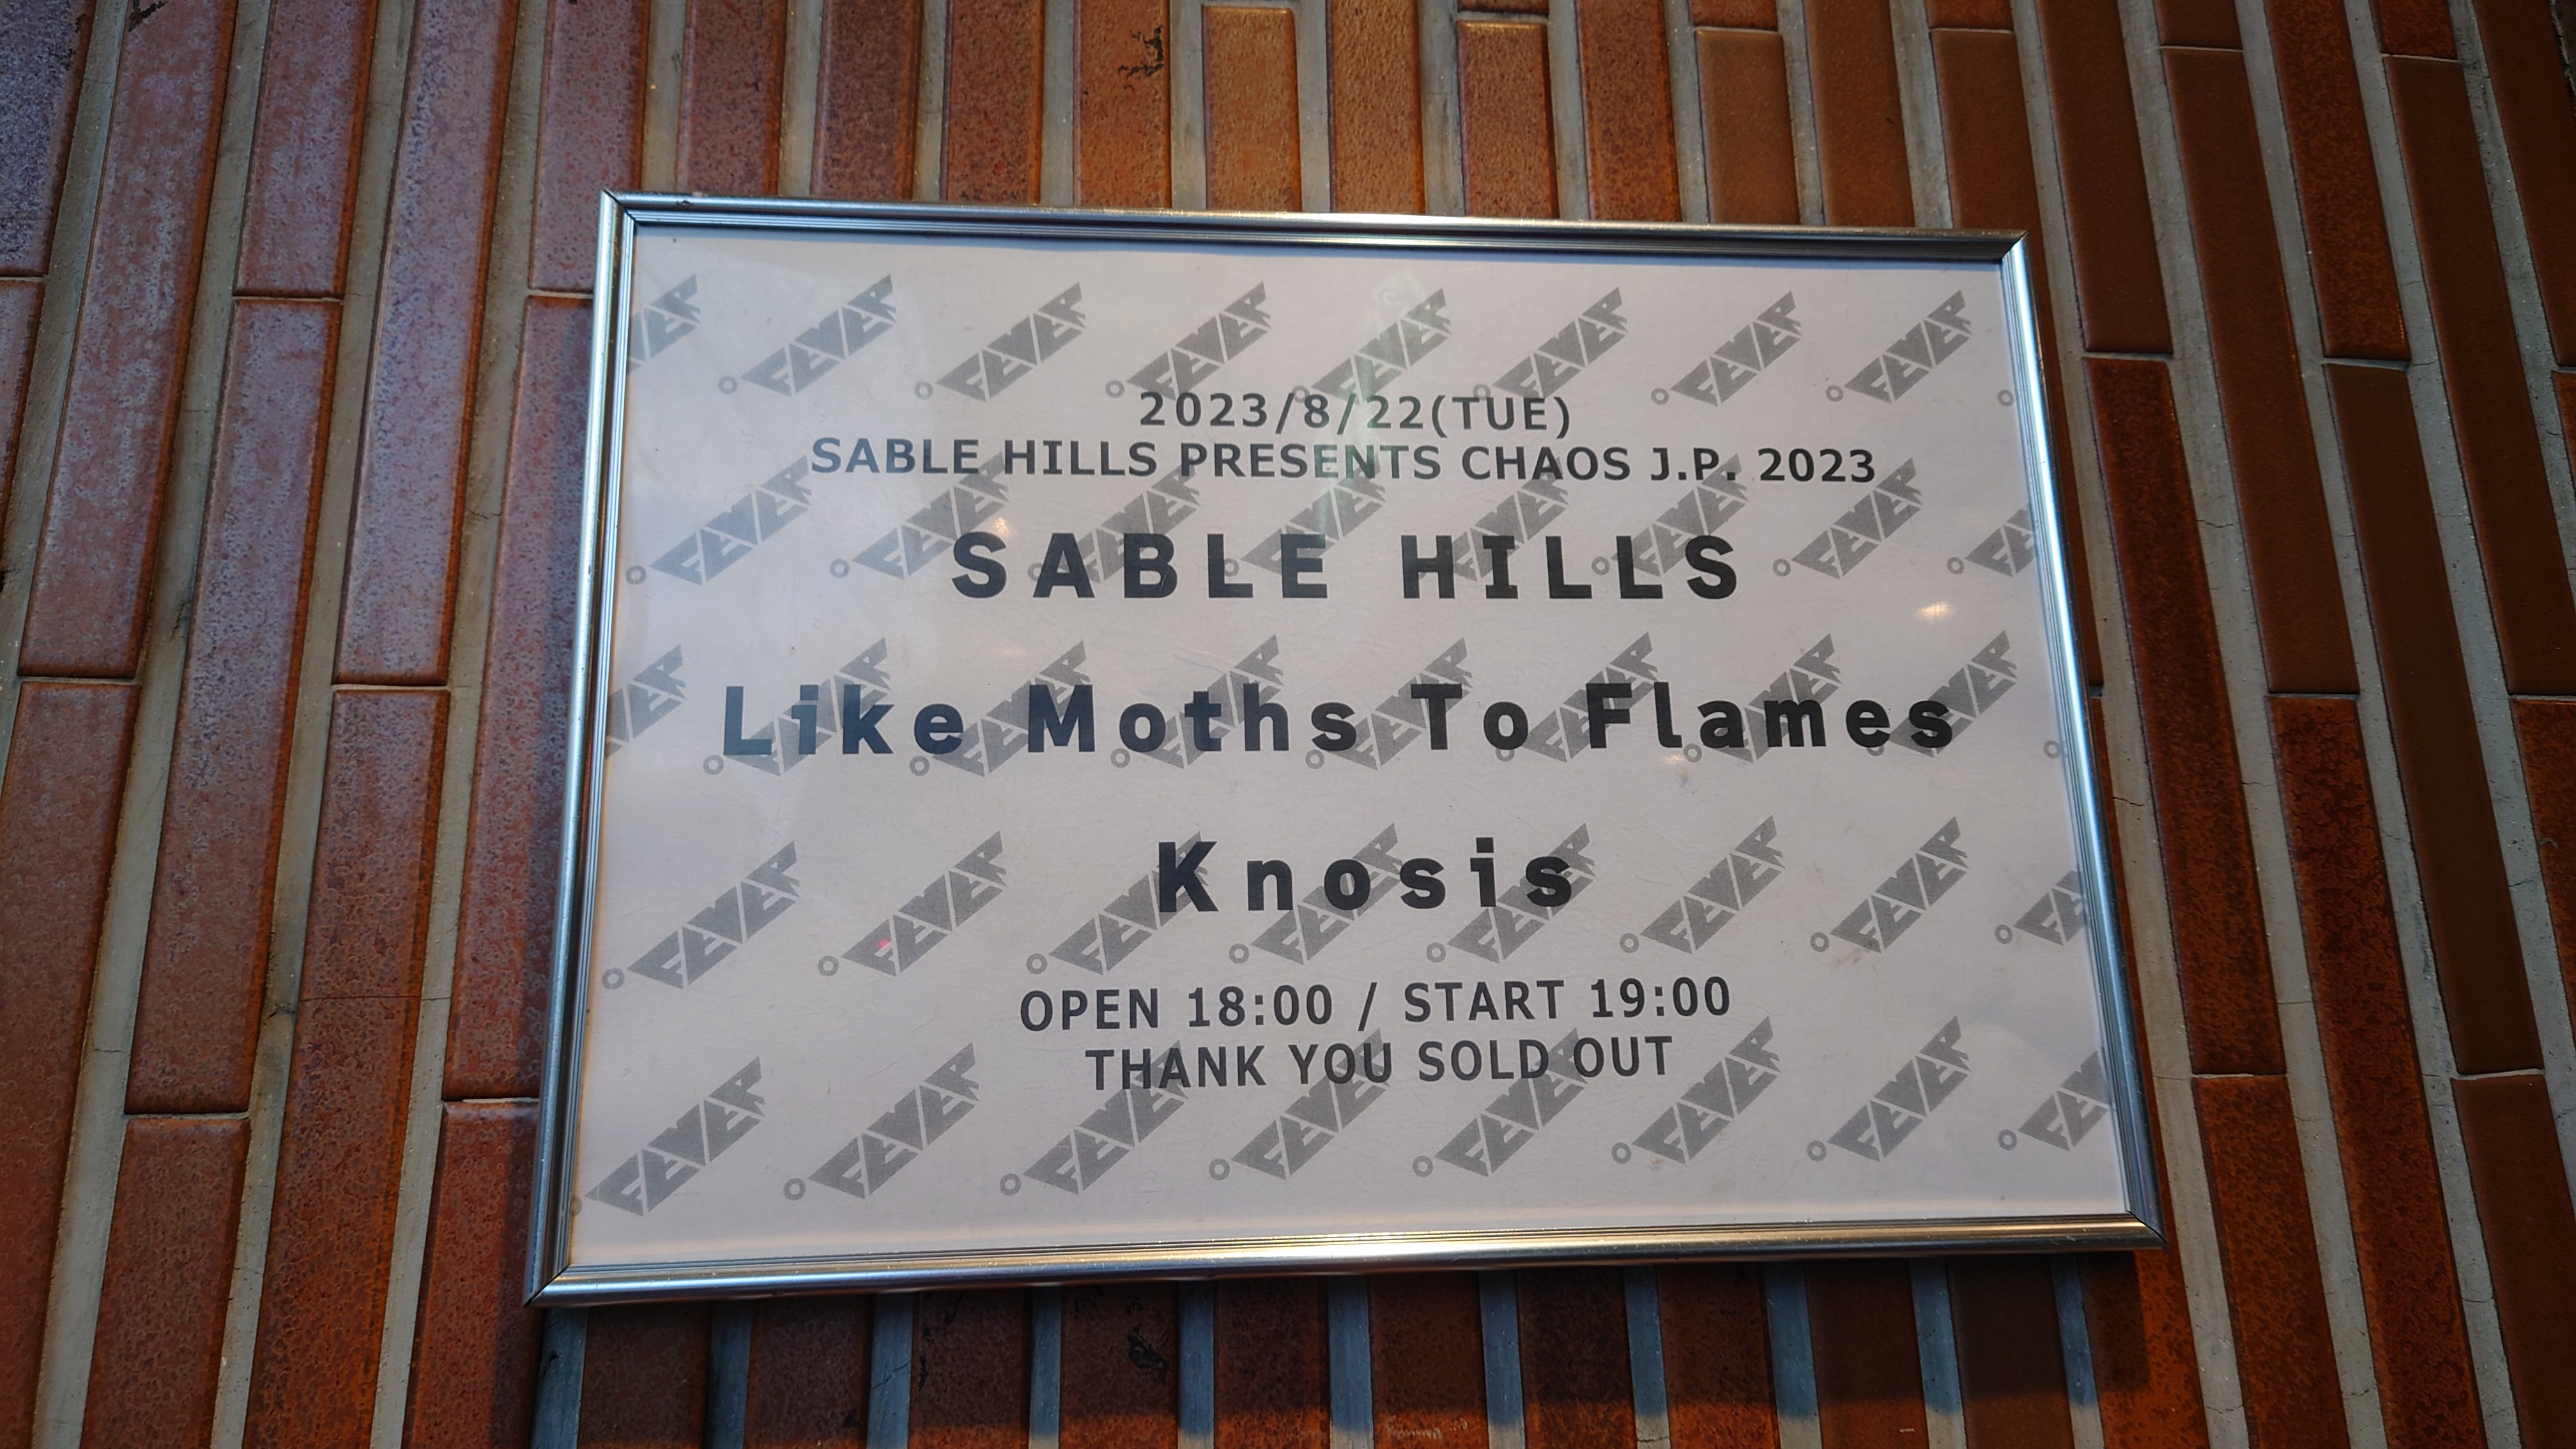 2023/8/22(TUE)
SABLE HILLS PRESENTS CHAOS J.P. 2023
SABLE HILLS
Like Moths To Flames
Knosis
OPEN 18:00 / START 19:00
THANK YOU SOLD OUT
FEVER